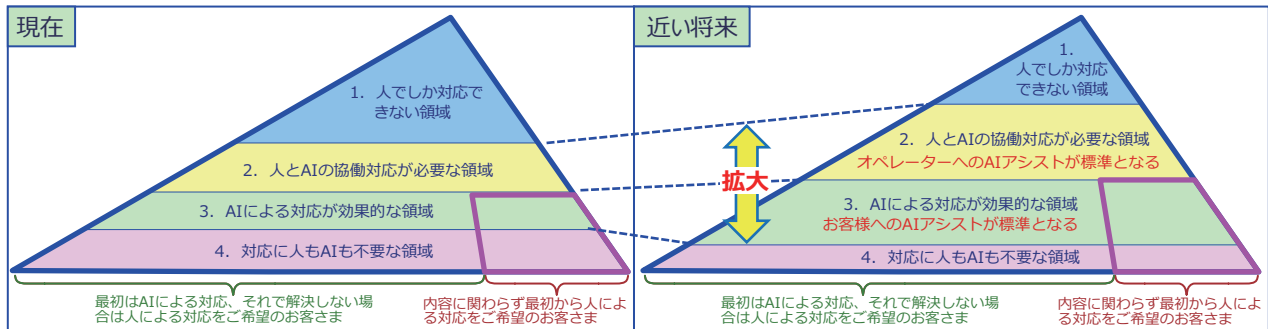 現在
1．人でしか対応で
きない領域
2．人とAIの協働対応が必要な領域
3．AIによる対応が効果的な領域
4．対応に人もAIも不要な領域
最初はAIによる対応、それで解決しない場
合は人による対応をご希望のお客さま
内容に関わらず最初から人によ
る対応をご希望のお客さま
拡大
近い将来
1．
人でしか対応
できない領域
2．人とAIの協働対応が必要な領域
オペレーターへのAIアシストが標準となる
3．AIによる対応が効果的な領域
お客様へのAIアシストが標準となる
4．対応に人もAIも不要な領域
最初はAIによる対応、それで解決しない場
合は人による対応をご希望のお客さま
内容に関わらず最初から人によ
る対応をご希望のお客さま